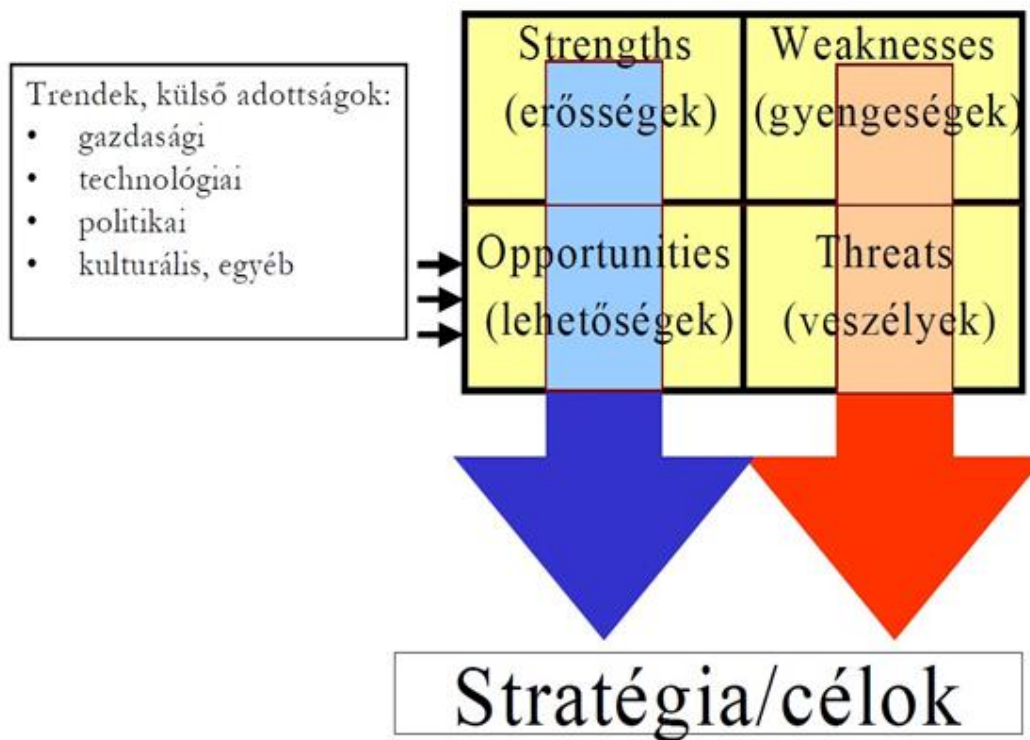 Trendek, külső adottságok:
• gazdasági
• technológiai
• politikai
• kulturális, egyéb
Strengths
(erősségek)
Weaknesses
(gyengeségek)
Opportunities
(lehetőségek)
Threats
(veszélyek)
Stratégia/célok